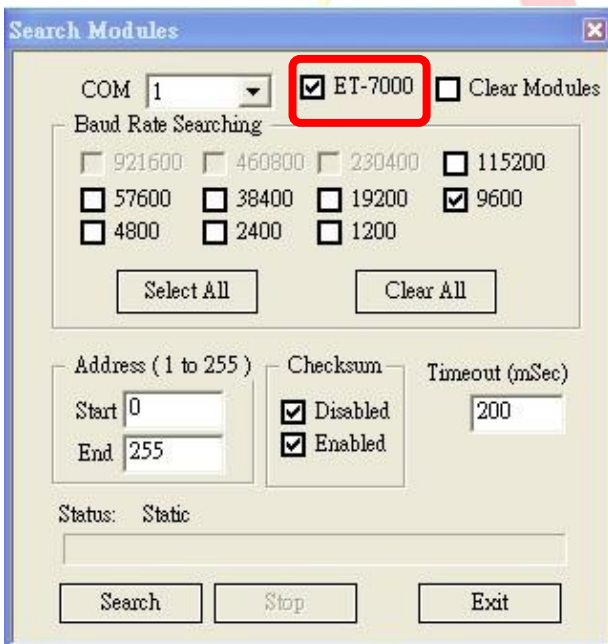 Search Modules
COM 1 ET-7000 Clear Modules
Baud Rate Searching
921600 460800 230400 115200
57600 38400 19200 9600
4800 2400 1200
Select All Clear All
Address ( 1 to 255 ) Checksum Timeout (mSec)
Start 0 Disabled 200
End 255 Enabled
Status: Static
Search Stop Exit